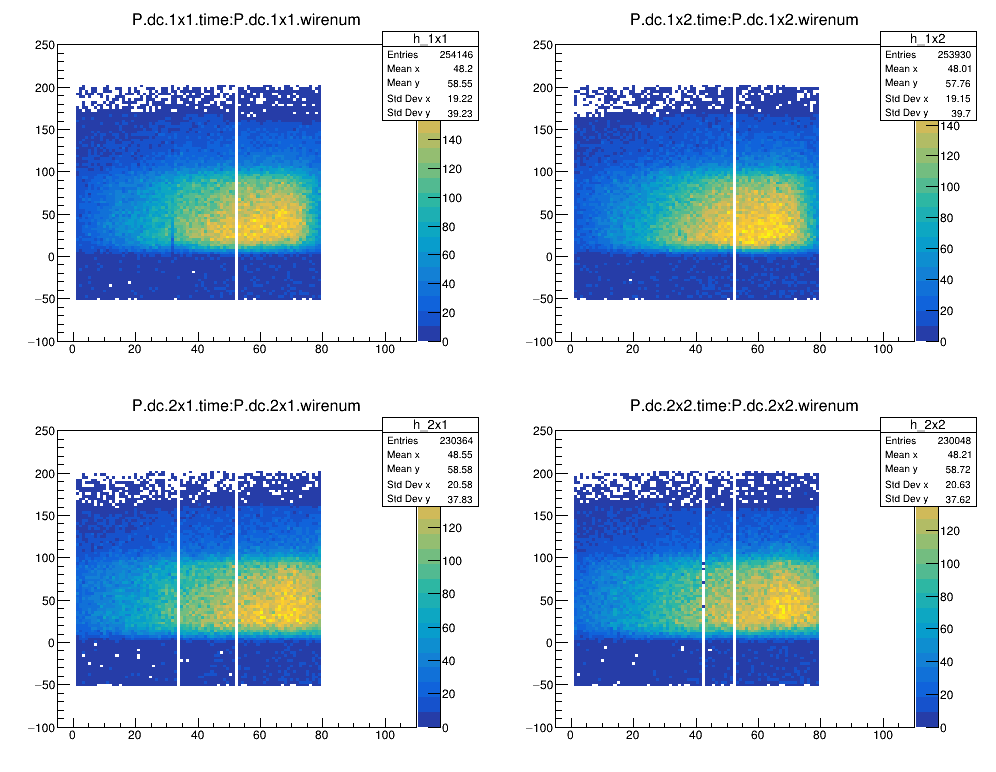 P.dc.1x1.time:P.dc.1x1.wirenum
h_1x1
Entries 254146
Mean x 48.2
Mean y 58.55
Std Dev x 19.22
Std Dev y 39.23
250
200
150
100
50
0
−50
−100
0 20 40 60 80 100
140
120
100
80
60
40
20
0
P.dc.1x2.time:P.dc.1x2.wirenum
h_1x2
Entries 253930
Mean x 48.01
Mean y 57.76
Std Dev x 19.15
Std Dev y 39.7
250
200
150
100
50
0
−50
−100
0 20 40 60 80 100
140
120
100
80
60
40
20
0
P.dc.2x1.time:P.dc.2x1.wirenum
h_2x1
Entries 230364
Mean x 48.55
Mean y 58.58
Std Dev x 20.58
Std Dev y 37.83
250
200
150
100
50
0
−50
−100
0 20 40 60 80 100
120
100
80
60
40
20
0
P.dc.2x2.time:P.dc.2x2.wirenum
h_2x2
Entries 230048
Mean x 48.21
Mean y 58.72
Std Dev x 20.63
Std Dev y 37.62
250
200
150
100
50
0
−50
−100
0 20 40 60 80 100
120
100
80
60
40
20
0